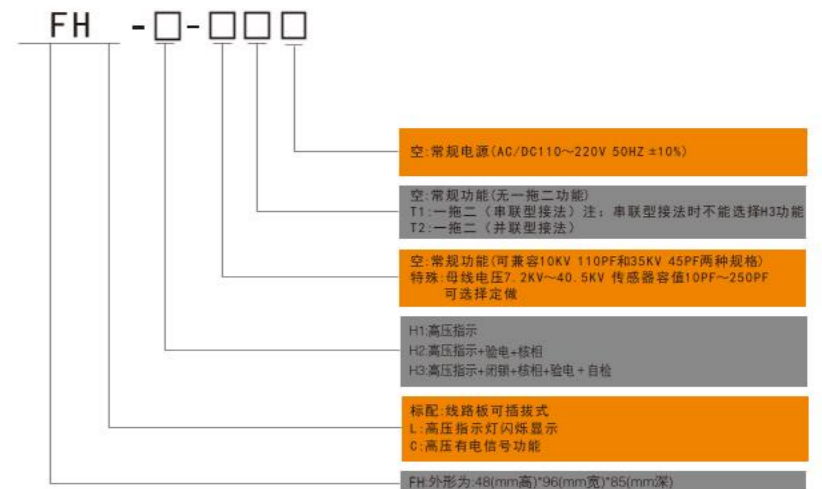 FH -□-□□□
空:常规电源(AC/DC110～220V 50HZ ±10%)
空:常规功能(无一拖二功能)
T1:一拖二（串联型接法）注；串联型接法时不能选择H3功能
T2:一拖二（并联型接法）
空:常规功能(可兼容10KV 110PF和35KV 45PF两种规格)
特殊:母线电压7.2KV～40.5KV 传感器容值10PF～250PF
可选择定做
H1:高压指示
H2:高压指示+验电+核相
H3:高压指示+闭锁+核相+验电+自检
标配:线路板可插拔式
L:高压指示灯闪烁显示
C:高压有电信号功能
FH:外形为:48(mm高)*96(mm宽)*85(mm深)